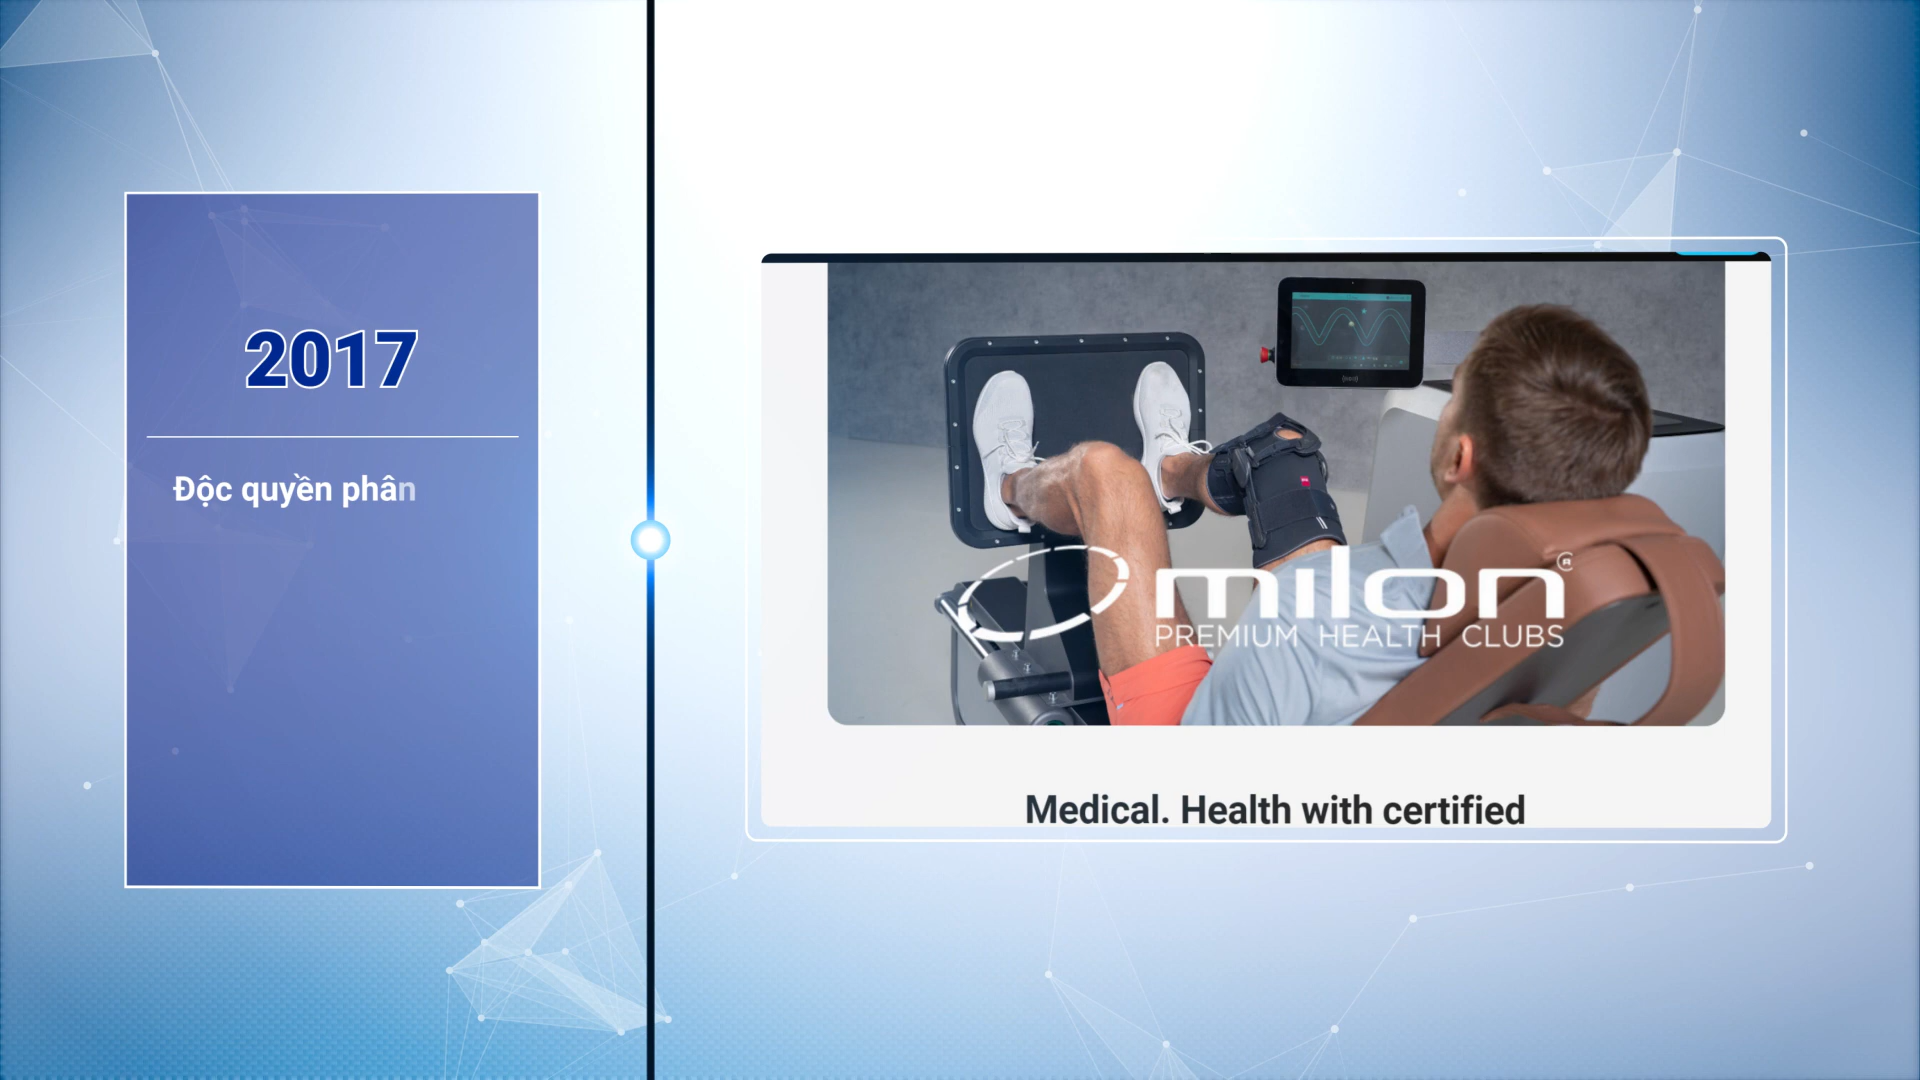 2017
Độc quyền phân
milon®
PREMIUM HEALTH CLUBS
Medical. Health with certified